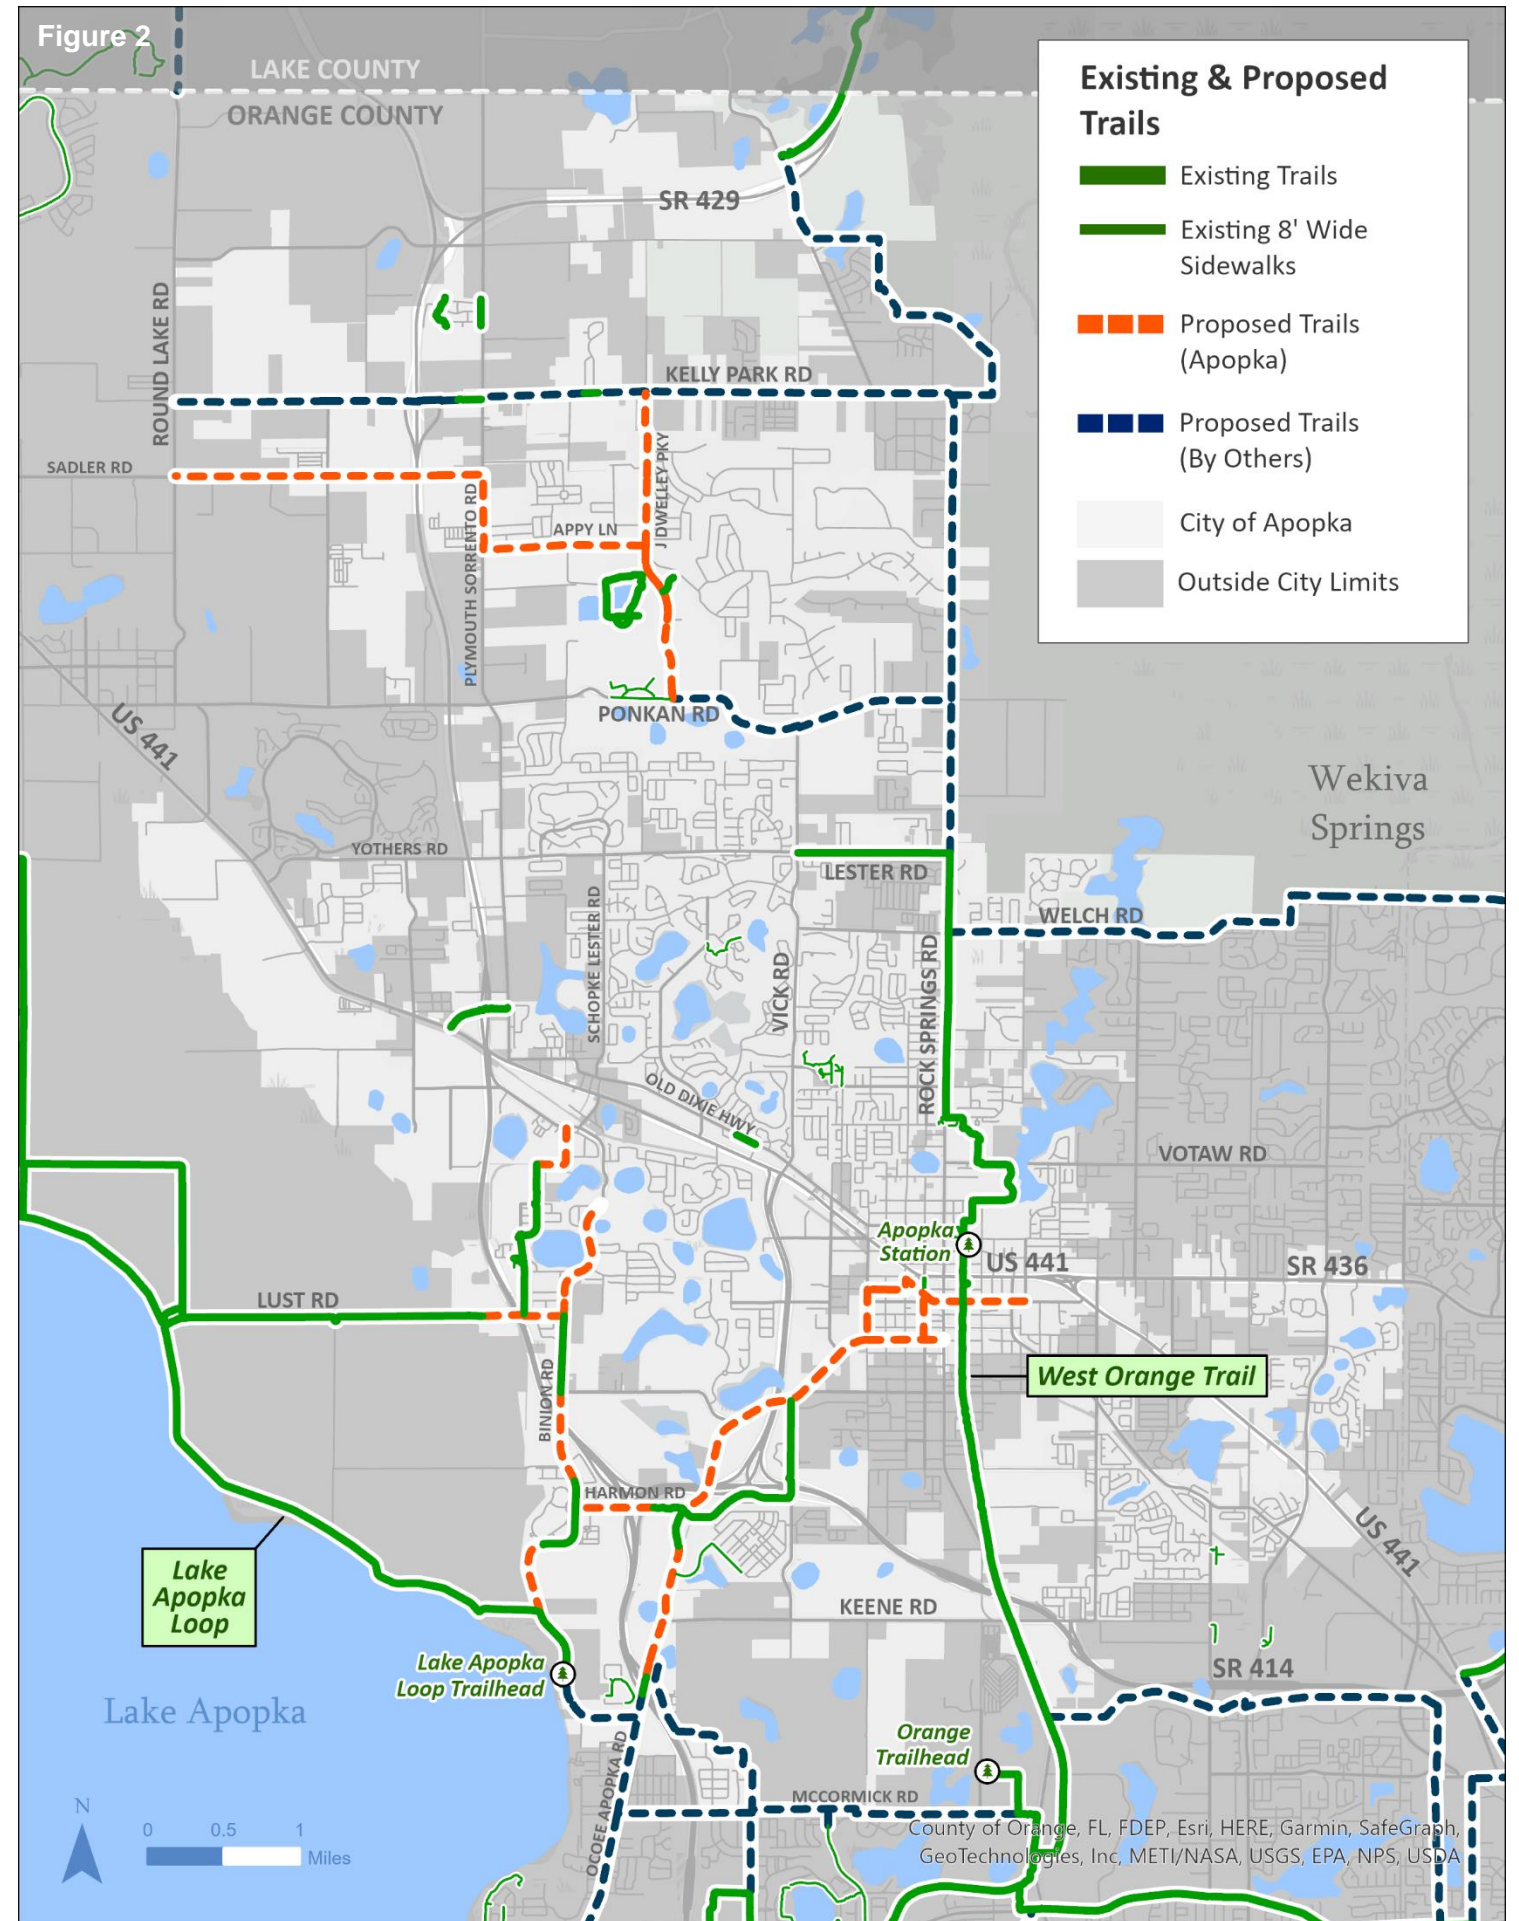 Figure 2
LAKE COUNTY
ORANGE COUNTY
Existing & Proposed
Trails
Existing Trails
Existing 8' Wide
Sidewalks
Proposed Trails
(Apopka)
Proposed Trails
(By Others)
City of Apopka
Outside City Limits
SR 429
ROUND LAKE RD
KELLY PARK RD
SADLER RD
PLYMOUTH SORRENTO RD
APPY LN
J DWELLEY PKY
PONKAN RD
US 441
Wekiva
Springs
YOTHERS RD
LESTER RD
SCHOPKE LESTER RD
WELCH RD
VICK RD
ROCK SPRINGS RD
OLD DIXIE HWY
VOTAW RD
Apopka
Station
US 441
SR 436
LUST RD
BINION RD
West Orange Trail
HARMON RD
US 441
Lake
Apopka
Loop
KEENE RD
Lake Apopka
Loop Trailhead
SR 414
Lake Apopka
Orange
Trailhead
OCOEE APOPKA RD
MCCORMICK RD
N
0 0.5 1
Miles
County of Orange, FL, FDEP, Esri, HERE, Garmin, SafeGraph,
GeoTechnologies, Inc, METI/NASA, USGS, EPA, NPS, USDA